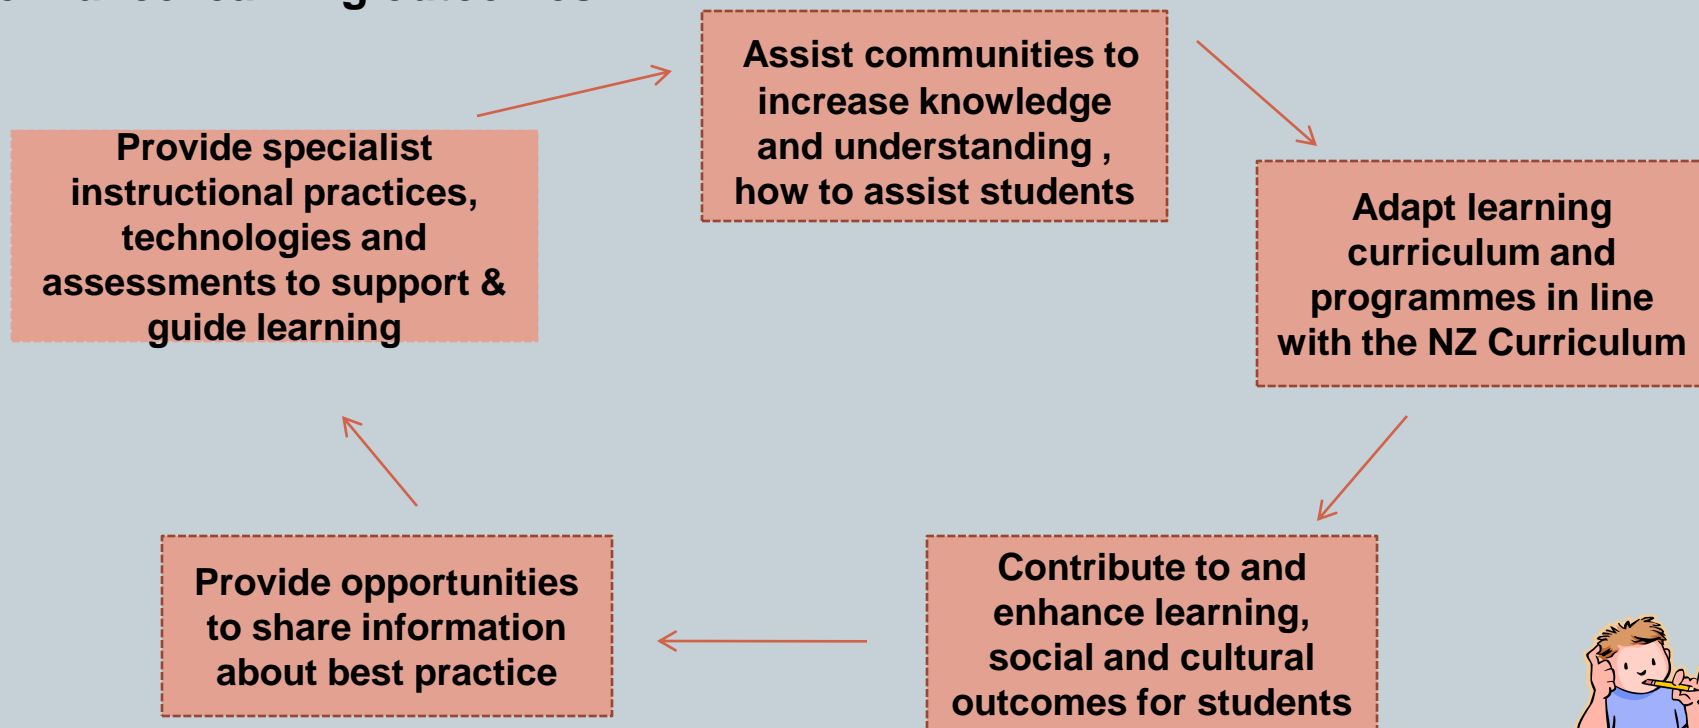 learning outcomes
Assist communities to
increase knowledge
and understanding ,
how to assist students
Adapt learning
curriculum and
programmes in line
with the NZ Curriculum
Contribute to and
enhance learning,
social and cultural
outcomes for students
Provide opportunities
to share information
about best practice
Provide specialist
instructional practices,
technologies and
assessments to support &
guide learning